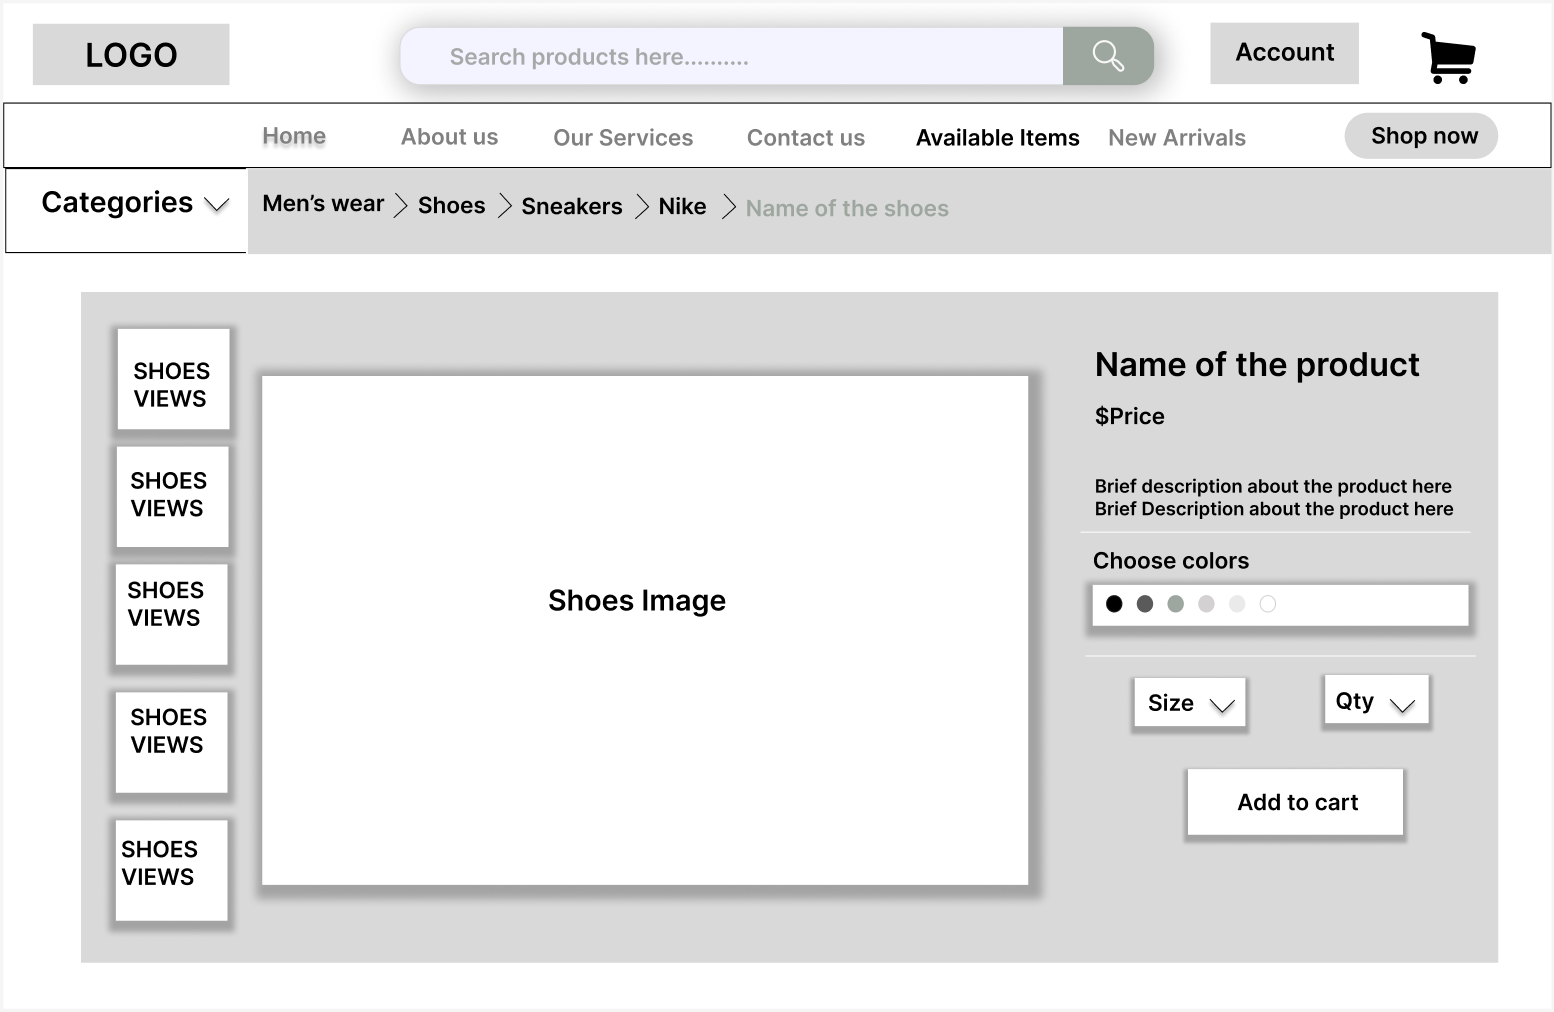 LOGO
Search products here..........
Account
Home
About us
Our Services
Contact us
Available Items
New Arrivals
Shop now
Categories
Men’s wear
Shoes
Sneakers
Nike
Name of the shoes
SHOES
VIEWS
SHOES
VIEWS
SHOES
VIEWS
SHOES
VIEWS
SHOES
VIEWS
Shoes Image
Name of the product
$Price
Brief description about the product here
Brief Description about the product here
Choose colors
Size
Qty
Add to cart